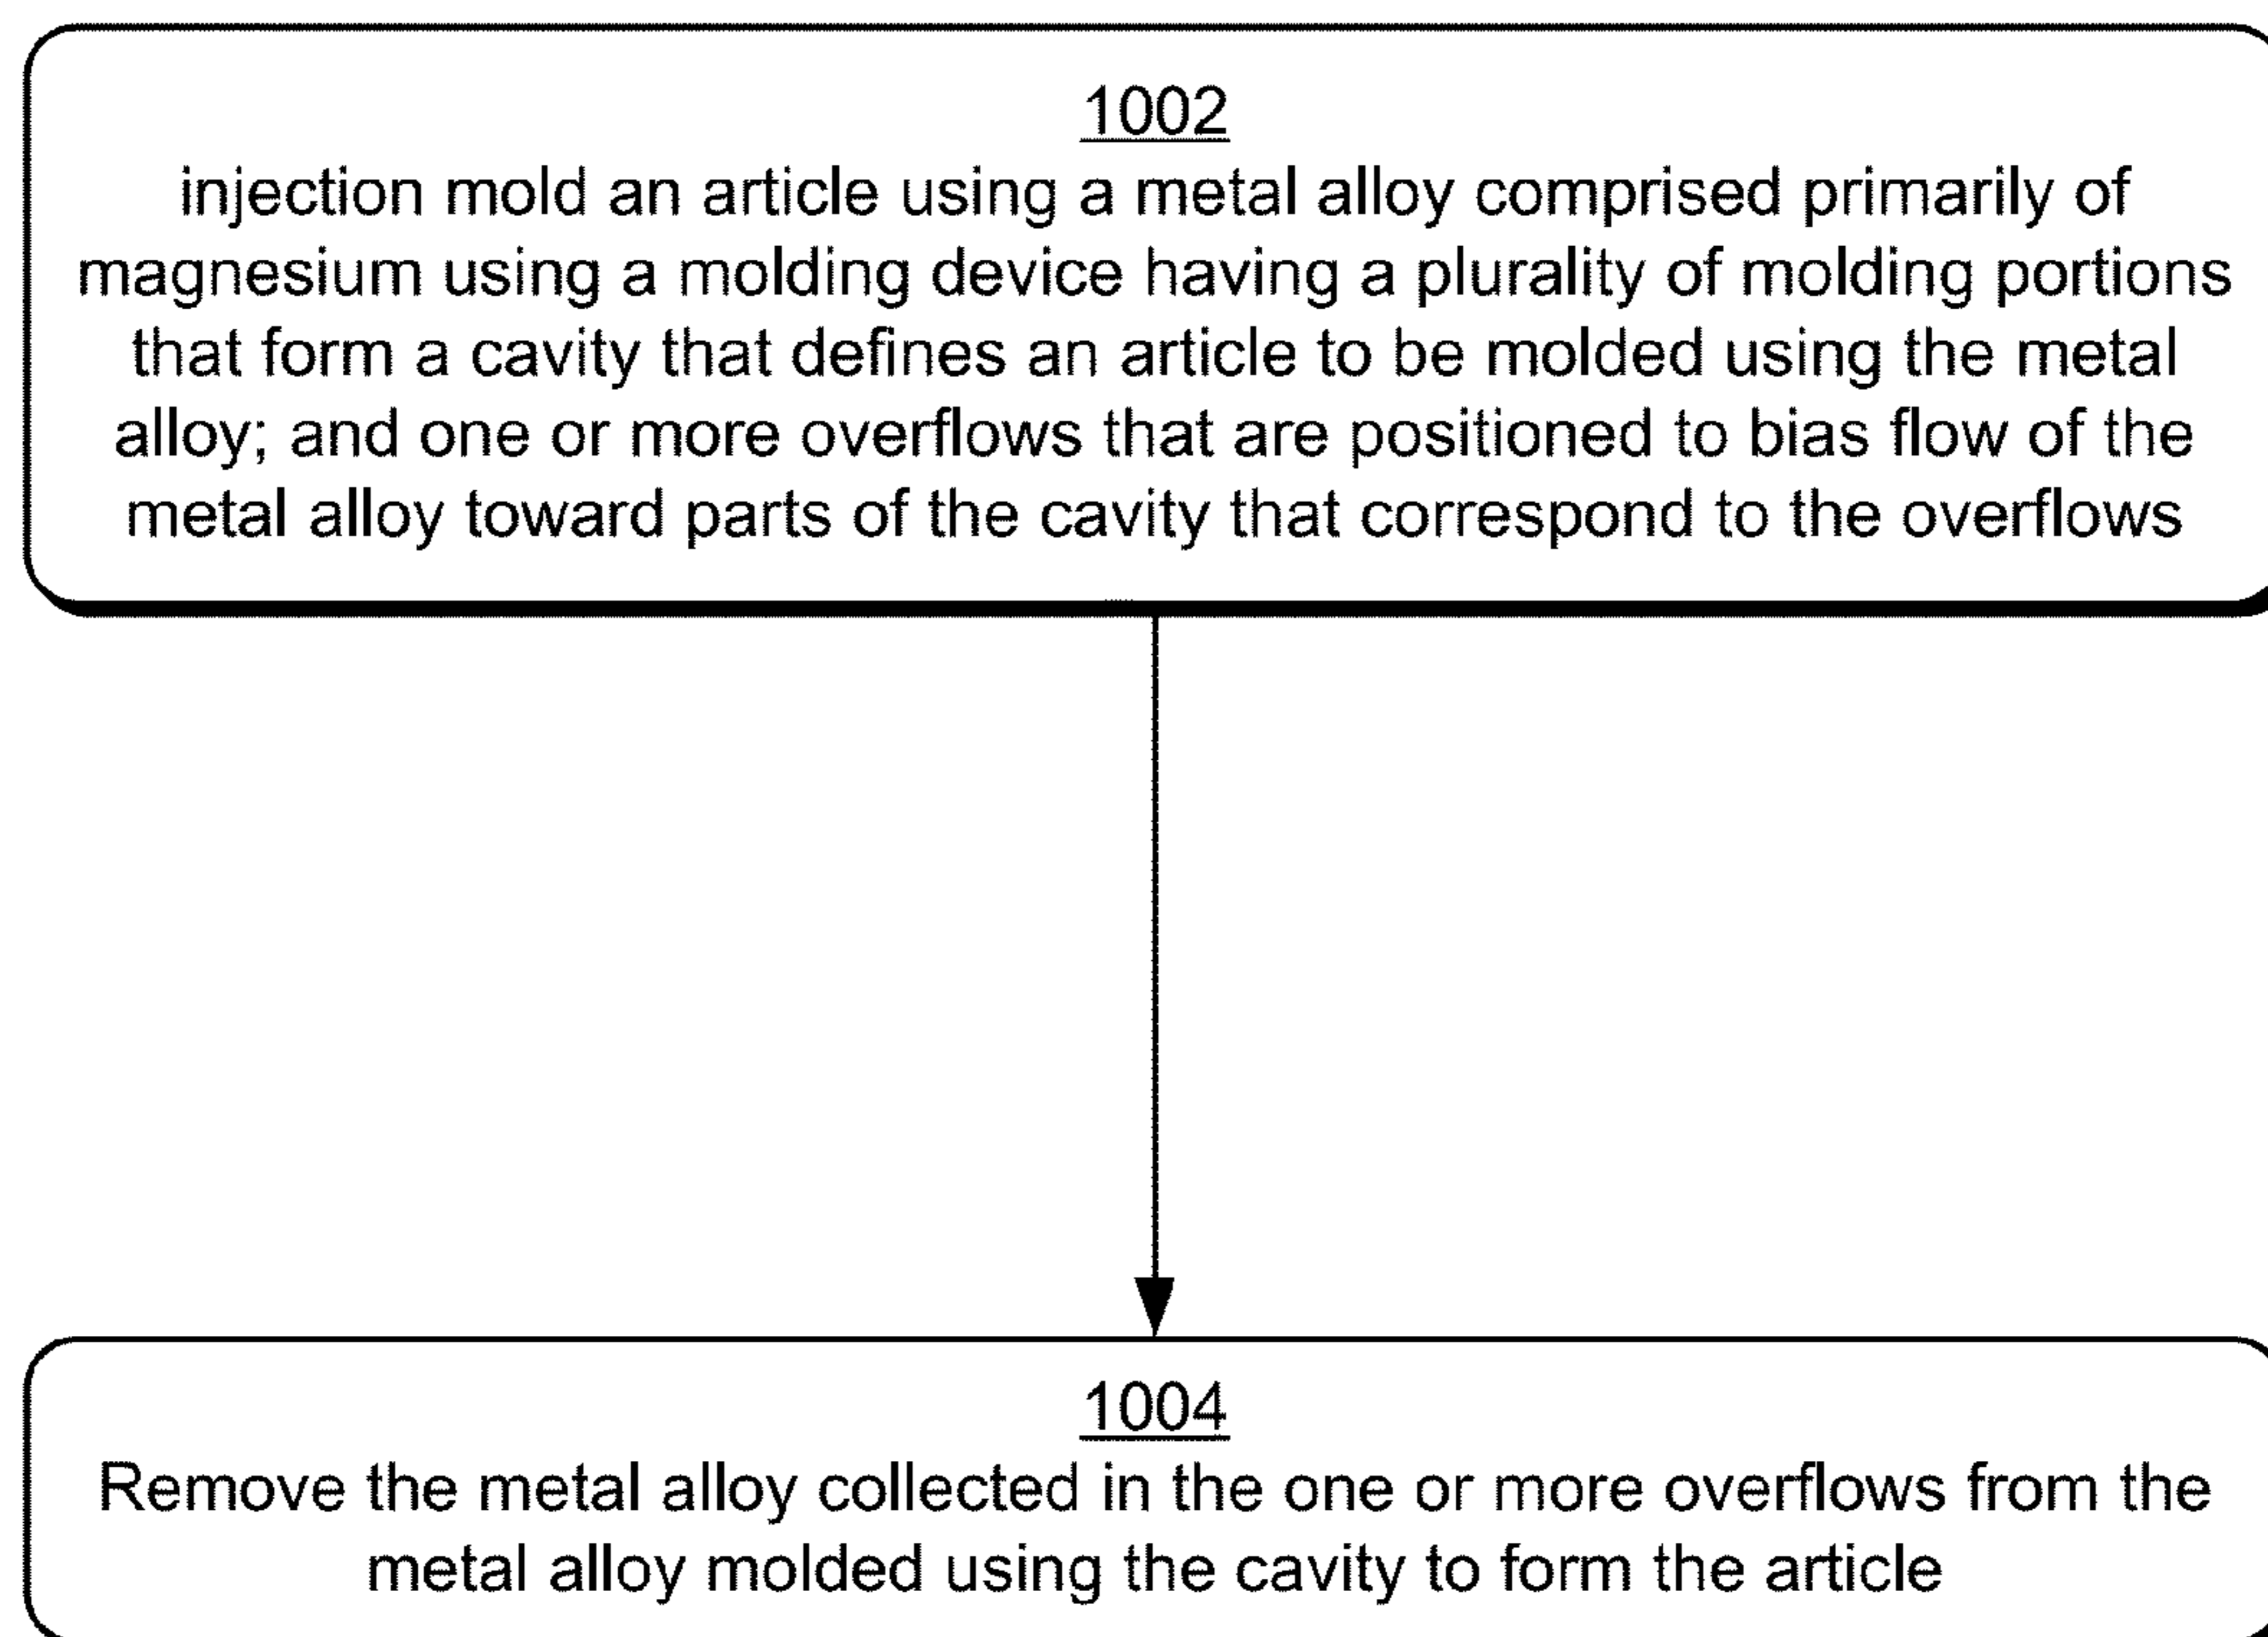 1002
injection mold an article using a metal alloy comprised primarily of
magnesium using a molding device having a plurality of molding portions
that form a cavity that defines an article to be molded using the metal
alloy; and one or more overflows that are positioned to bias flow of the
metal alloy toward parts of the cavity that correspond to the overflows
1004
Remove the metal alloy collected in the one or more overflows from the
metal alloy molded using the cavity to form the article